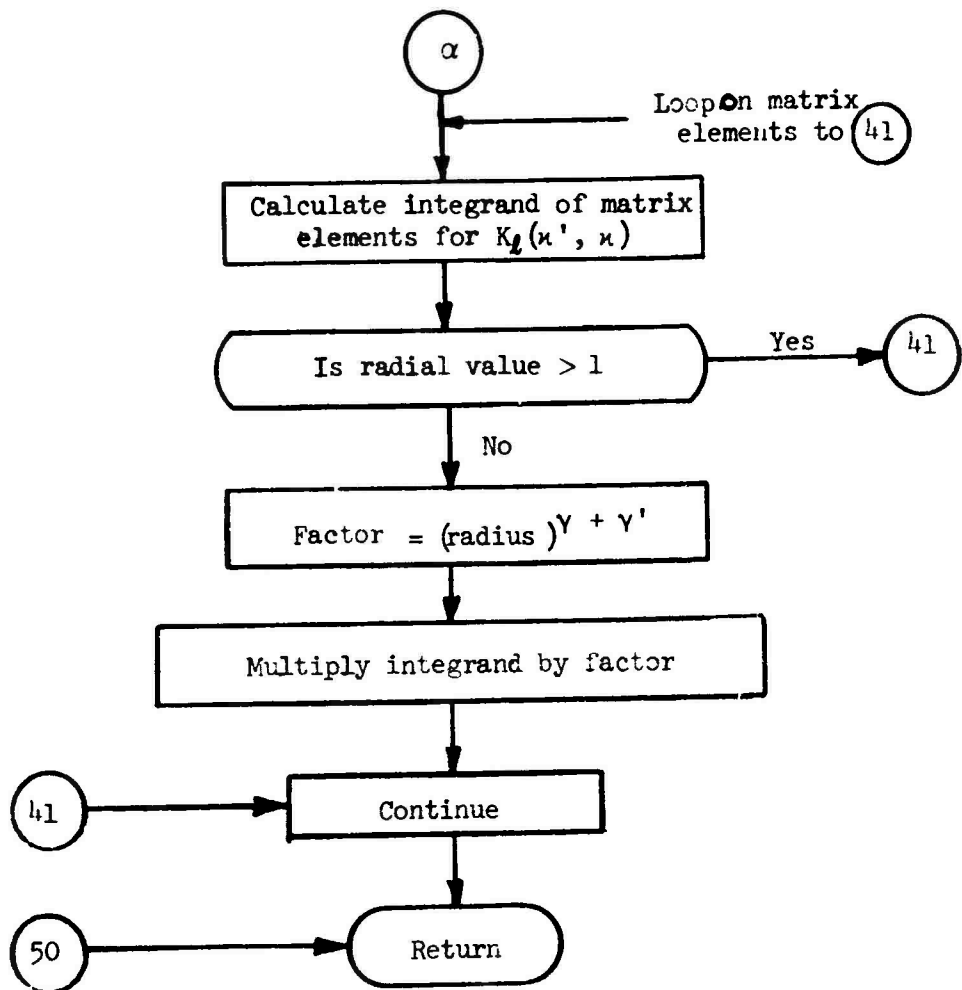 α
Loop on matrix
elements to 41
Calculate integrand of matrix
elements for K_ℓ(ϰ', ϰ)
Is radial value > 1
Yes
41
No
Factor = (radius)^γ + γ'
Multiply integrand by factor
41
Continue
50
Return